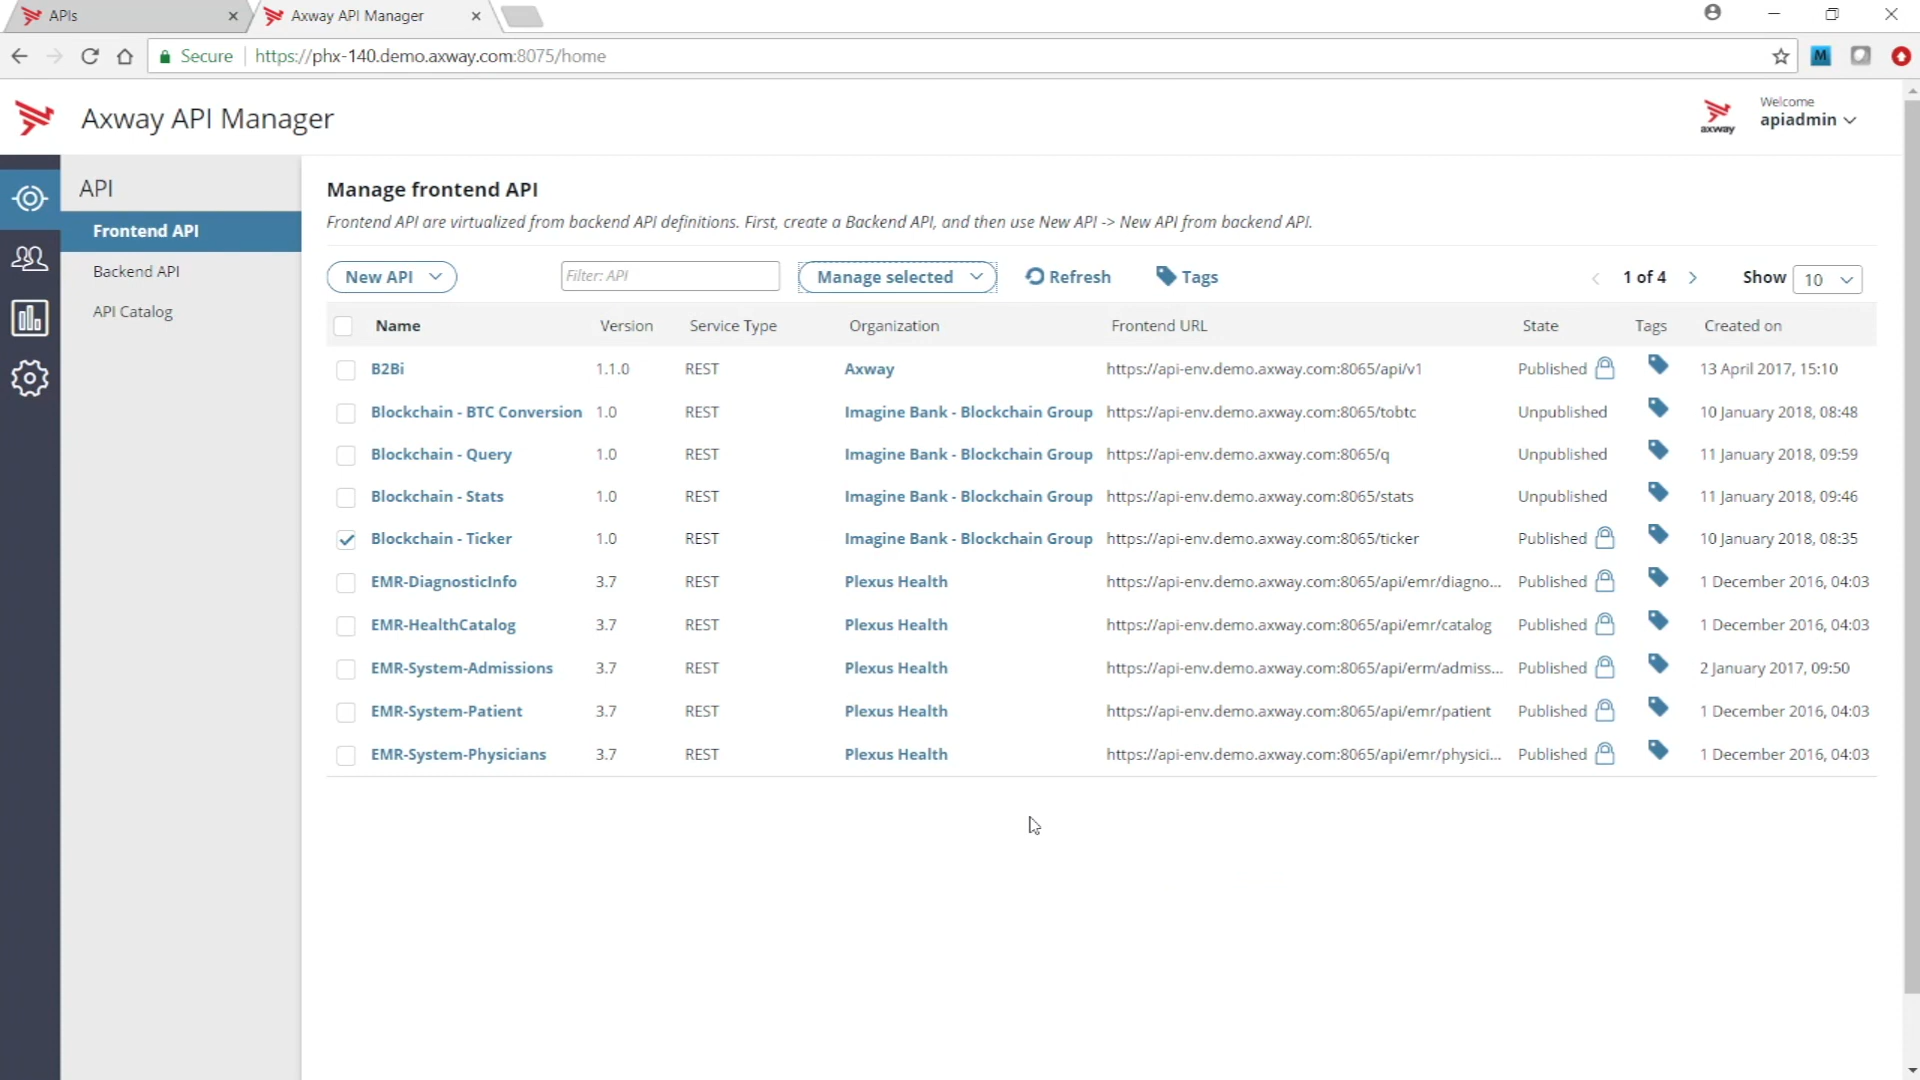 APIs
Axway API Manager
Secure https://phx-140.demo.axway.com:8075/home
M
Axway API Manager
axway
Welcome
apiadmin
API
Frontend API
Backend API
API Catalog
Manage frontend API
Frontend API are virtualized from backend API definitions. First, create a Backend API, and then use New API -> New API from backend API.
New API Filter: API Manage selected Refresh Tags 1 of 4 Show 10
Name Version Service Type Organization Frontend URL State Tags Created on
B2Bi 1.1.0 REST Axway https://api-env.demo.axway.com:8065/api/v1 Published 13 April 2017, 15:10
Blockchain - BTC Conversion 1.0 REST Imagine Bank - Blockchain Group https://api-env.demo.axway.com:8065/tobtc Unpublished 10 January 2018, 08:48
Blockchain - Query 1.0 REST Imagine Bank - Blockchain Group https://api-env.demo.axway.com:8065/q Unpublished 11 January 2018, 09:59
Blockchain - Stats 1.0 REST Imagine Bank - Blockchain Group https://api-env.demo.axway.com:8065/stats Unpublished 11 January 2018, 09:46
Blockchain - Ticker 1.0 REST Imagine Bank - Blockchain Group https://api-env.demo.axway.com:8065/ticker Published 10 January 2018, 08:35
EMR-DiagnosticInfo 3.7 REST Plexus Health https://api-env.demo.axway.com:8065/api/emr/diagno... Published 1 December 2016, 04:03
EMR-HealthCatalog 3.7 REST Plexus Health https://api-env.demo.axway.com:8065/api/emr/catalog Published 1 December 2016, 04:03
EMR-System-Admissions 3.7 REST Plexus Health https://api-env.demo.axway.com:8065/api/erm/admiss... Published 2 January 2017, 09:50
EMR-System-Patient 3.7 REST Plexus Health https://api-env.demo.axway.com:8065/api/emr/patient Published 1 December 2016, 04:03
EMR-System-Physicians 3.7 REST Plexus Health https://api-env.demo.axway.com:8065/api/emr/physici... Published 1 December 2016, 04:03